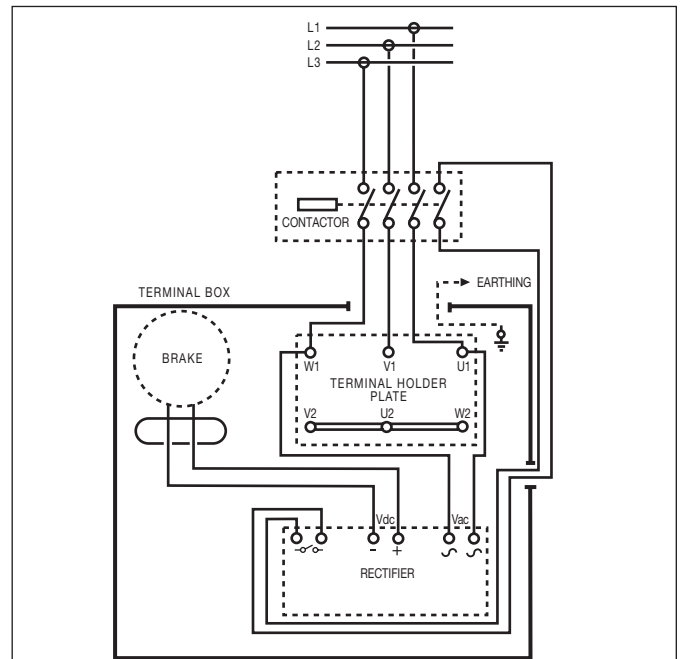 L1
L2
L3
CONTACTOR
EARTHING
TERMINAL BOX
BRAKE
W1 V1 U1
TERMINAL HOLDER
PLATE
V2 U2 W2
Vdc Vac
- +
RECTIFIER